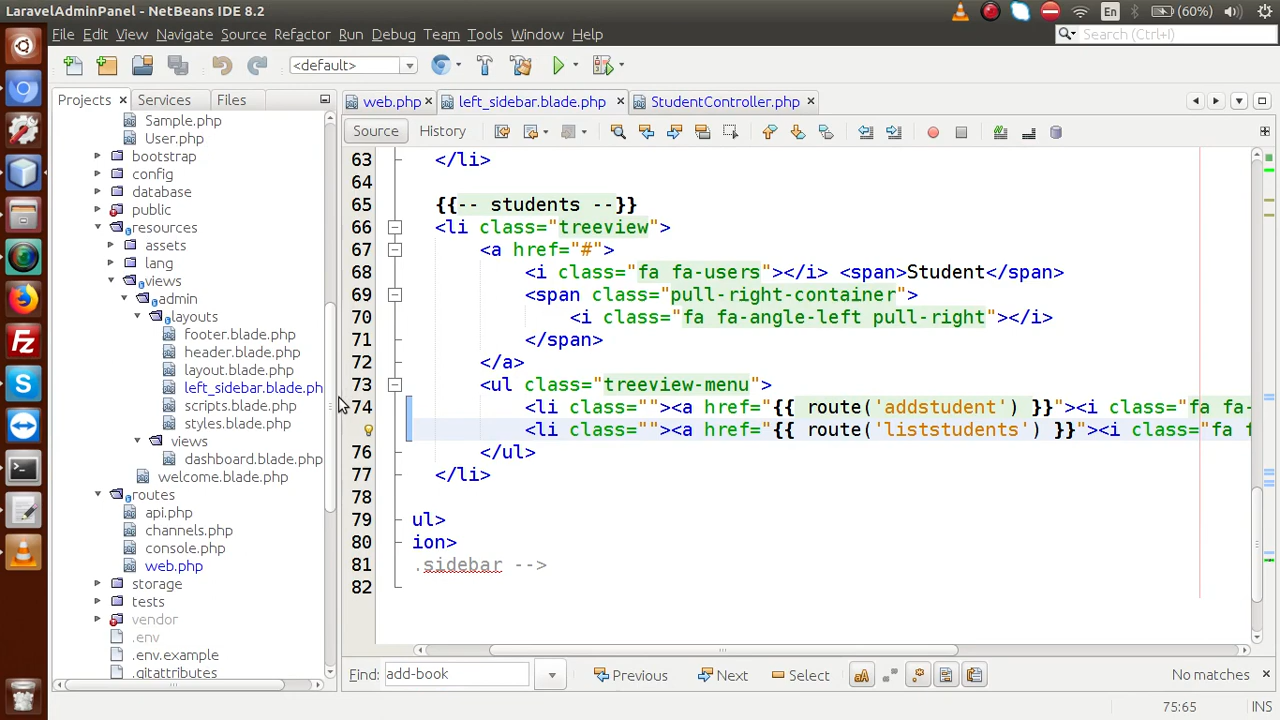 LaravelAdminPanel - NetBeans IDE 8.2
En
(60%)
File Edit View Navigate Source Refactor Run Debug Team Tools Window Help
Search (Ctrl+I)
<default>
Projects Services Files
web.php left_sidebar.blade.php StudentController.php
Source History
Sample.php
User.php
bootstrap
config
database
public
resources
assets
lang
views
admin
layouts
footer.blade.php
header.blade.php
layout.blade.php
left_sidebar.blade.ph
scripts.blade.php
styles.blade.php
views
dashboard.blade.php
welcome.blade.php
routes
api.php
channels.php
console.php
web.php
storage
tests
vendor
.env
.env.example
.gitattributes
63 </li>
64
65 {{-- students --}}
66 <li class="treeview">
67 <a href="#">
68 <i class="fa fa-users"></i> <span>Student</span>
69 <span class="pull-right-container">
70 <i class="fa fa-angle-left pull-right"></i>
71 </span>
72 </a>
73 <ul class="treeview-menu">
74 <li class=""><a href="{{ route('addstudent') }}"><i class="fa fa-
<li class=""><a href="{{ route('liststudents') }}"><i class="fa f
76 </ul>
77 </li>
78
79 ul>
80 ion>
81 .sidebar -->
82
Find: add-book Previous Next Select No matches
75:65 INS